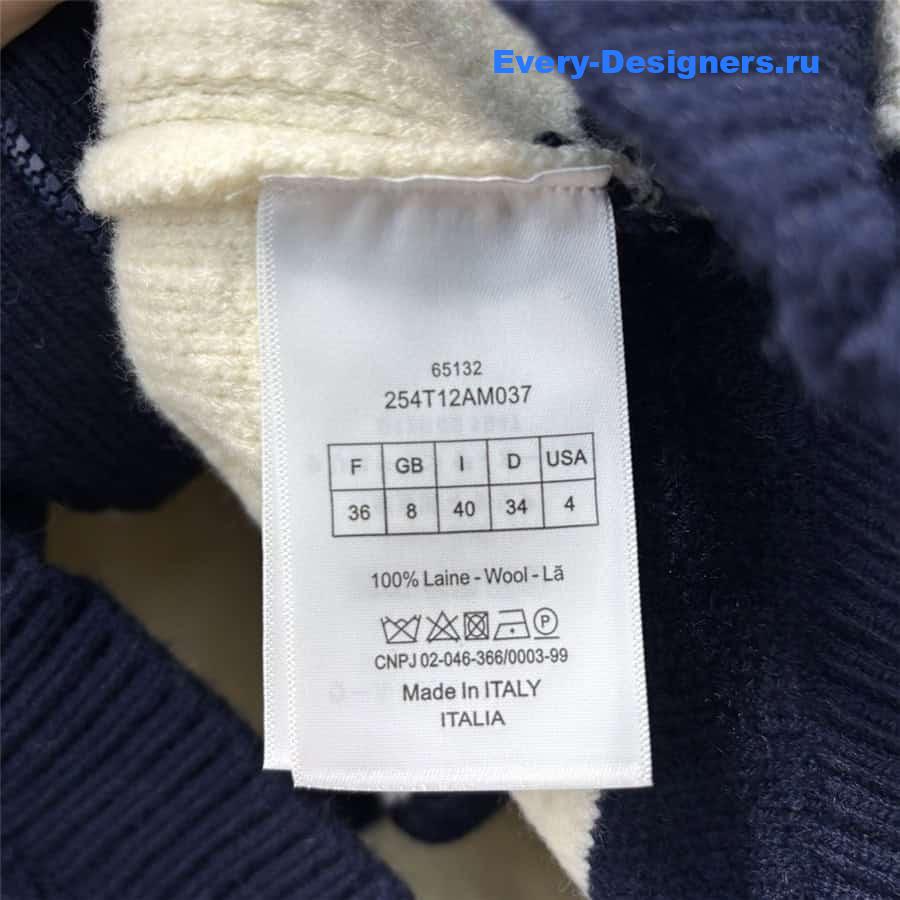 Every-Designers.ru
65132
254T12AM037
F GB I D USA
36 8 40 34 4
100% Laine - Wool - Lã
P
CNPJ 02-046-366/0003-99
Made In ITALY
ITALIA